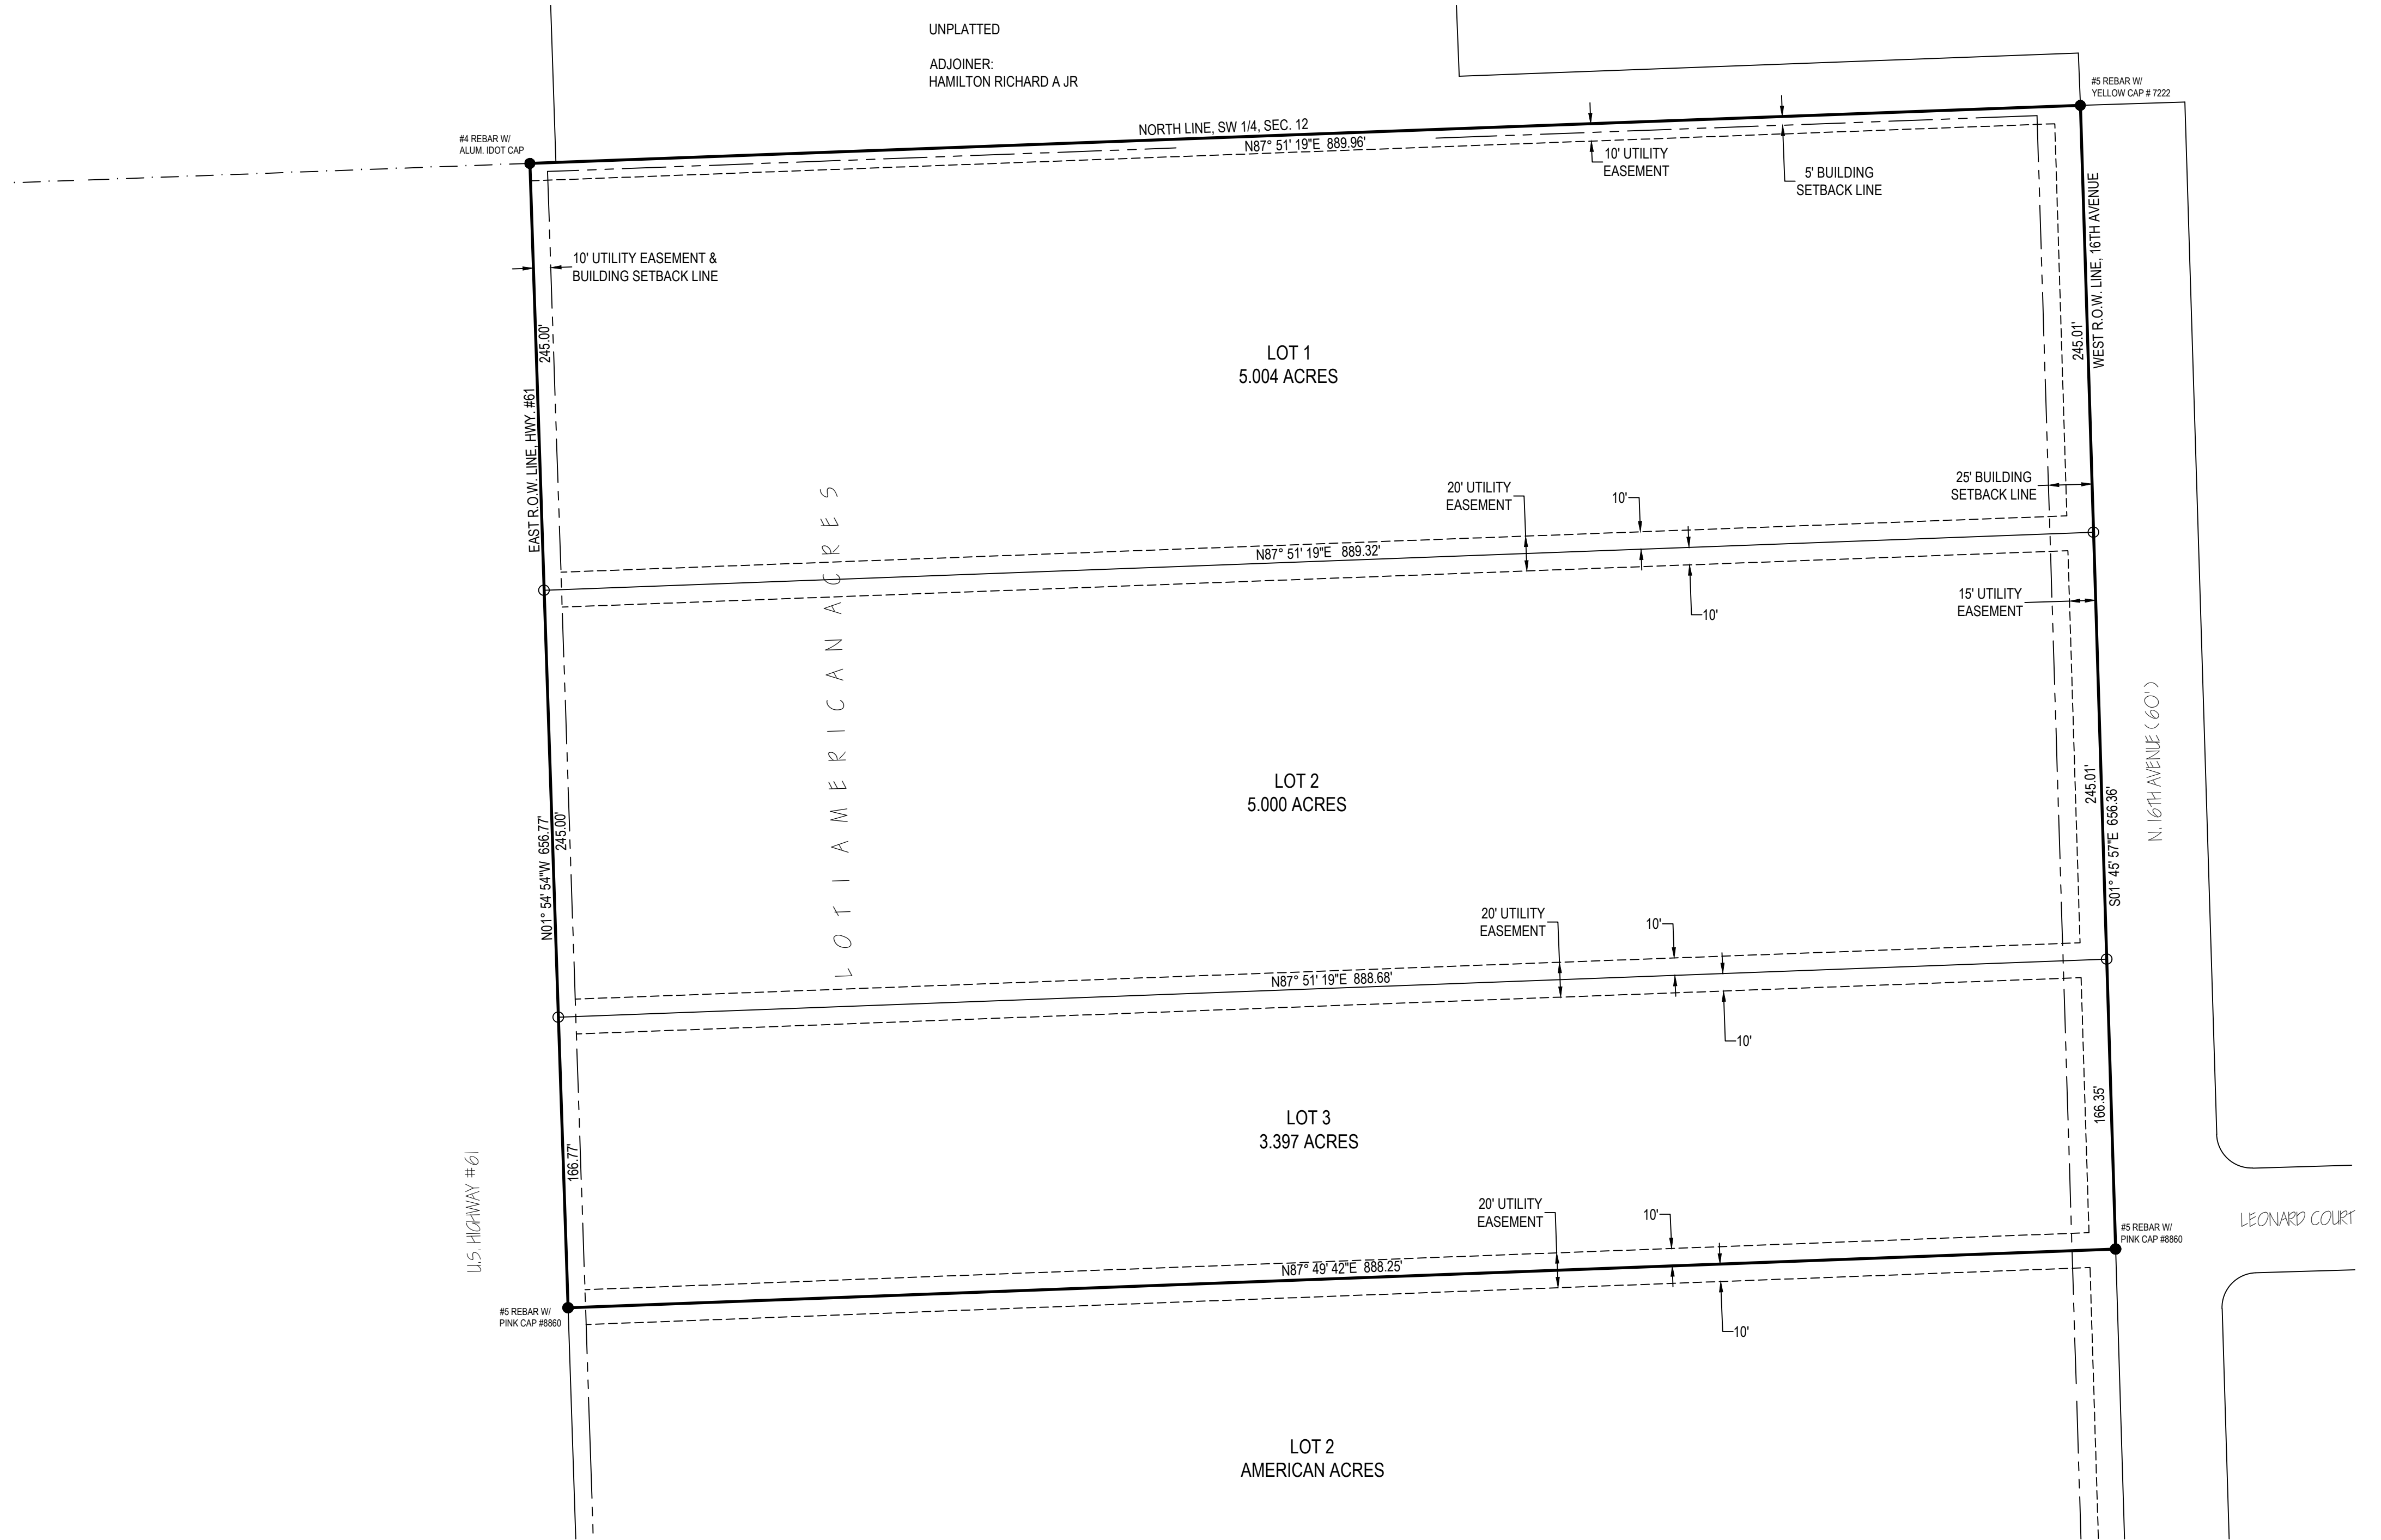 UNPLATTED
ADJOINER:
HAMILTON RICHARD A JR
#5 REBAR W/
YELLOW CAP # 7222
#4 REBAR W/
ALUM. IDOT CAP
NORTH LINE, SW 1/4, SEC. 12
N87° 51' 19"E 889.96'
10' UTILITY
EASEMENT
5' BUILDING
SETBACK LINE
WEST R.O.W. LINE, 16TH AVENUE
245.01'
10' UTILITY EASEMENT &
BUILDING SETBACK LINE
245.00'
EAST R.O.W. LINE, HWY. #61
LOT 1
5.004 ACRES
20' UTILITY
EASEMENT
10'
25' BUILDING
SETBACK LINE
N87° 51' 19"E 889.32'
10'
15' UTILITY
EASEMENT
LOT 1 AMERICAN ACRES
N. 16TH AVENUE (60')
LOT 2
5.000 ACRES
N01° 54' 54"W 656.77'
245.00'
245.01'
S01° 45' 57"E 656.36'
20' UTILITY
EASEMENT
10'
N87° 51' 19"E 888.68'
10'
LOT 3
3.397 ACRES
166.77'
166.35'
U.S. HIGHWAY #61
20' UTILITY
EASEMENT
10'
LEONARD COURT
#5 REBAR W/
PINK CAP #8860
N87° 49' 42"E 888.25'
#5 REBAR W/
PINK CAP #8860
10'
LOT 2
AMERICAN ACRES